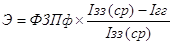 Э = ФЗПф × (Iзз(ср) − Iгг) / Iзз(ср)